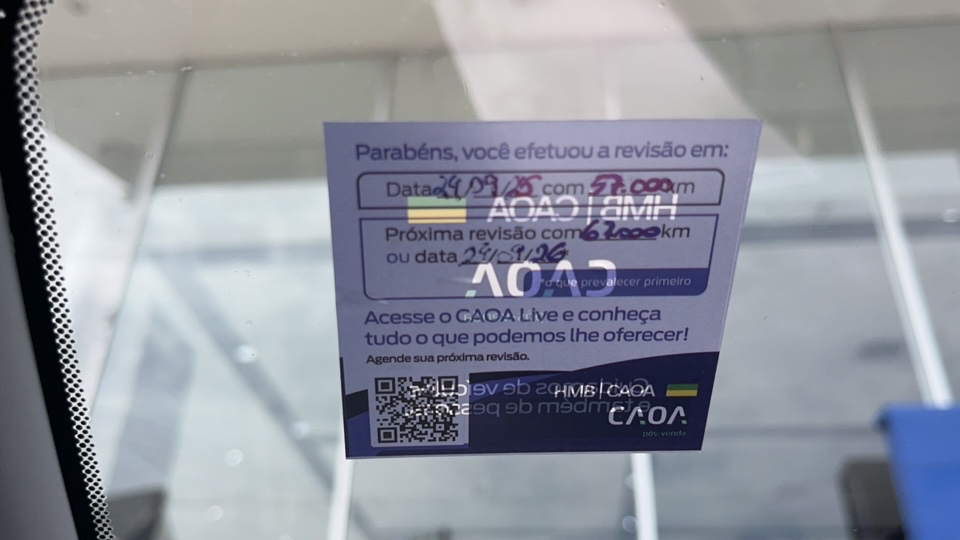 Parabéns, você efetuou a revisão em:
Data 24/09/25 com 57.000 km
HMB | CAOA
Próxima revisão com 67.000 km
ou data 24/09/26
CAOA
o que prevalecer primeiro
Acesse o CAOA Live e conheça
tudo o que podemos lhe oferecer!
Agende sua próxima revisão.
HMB | CAOA
CAOA
pós-venda